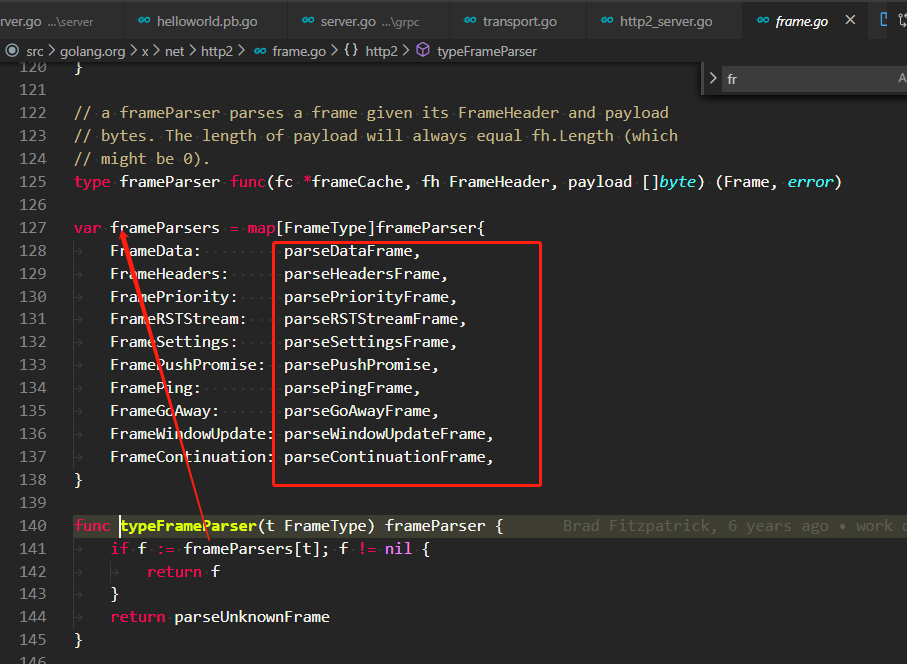 rver.go ...\server
helloworld.pb.go
server.go ...\grpc
transport.go
http2_server.go
frame.go
src > golang.org > x > net > http2 > frame.go > {} http2 > typeFrameParser
fr
120 }
121
122 // a frameParser parses a frame given its FrameHeader and payload
123 // bytes. The length of payload will always equal fh.Length (which
124 // might be 0).
125 type frameParser func(fc *frameCache, fh FrameHeader, payload []byte) (Frame, error)
126
127 var frameParsers = map[FrameType]frameParser{
128 FrameData: parseDataFrame,
129 FrameHeaders: parseHeadersFrame,
130 FramePriority: parsePriorityFrame,
131 FrameRSTStream: parseRSTStreamFrame,
132 FrameSettings: parseSettingsFrame,
133 FramePushPromise: parsePushPromise,
134 FramePing: parsePingFrame,
135 FrameGoAway: parseGoAwayFrame,
136 FrameWindowUpdate: parseWindowUpdateFrame,
137 FrameContinuation: parseContinuationFrame,
138 }
139
140 func typeFrameParser(t FrameType) frameParser { Brad Fitzpatrick, 6 years ago • work
141 if f := frameParsers[t]; f != nil {
142 return f
143 }
144 return parseUnknownFrame
145 }
146